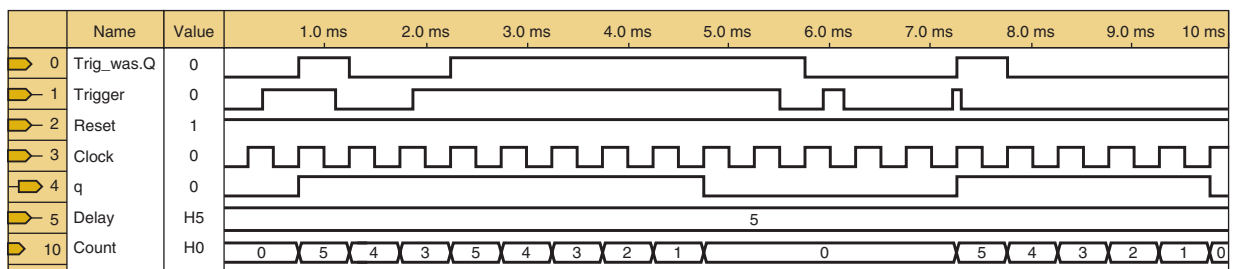 Name Value 1.0 ms 2.0 ms 3.0 ms 4.0 ms 5.0 ms 6.0 ms 7.0 ms 8.0 ms 9.0 ms 10 ms
0 Trig_was.Q 0
1 Trigger 0
2 Reset 1
3 Clock 0
4 q 0
5 Delay H5 5
10 Count H0 0 5 4 3 5 4 3 2 1 0 5 4 3 2 1 0